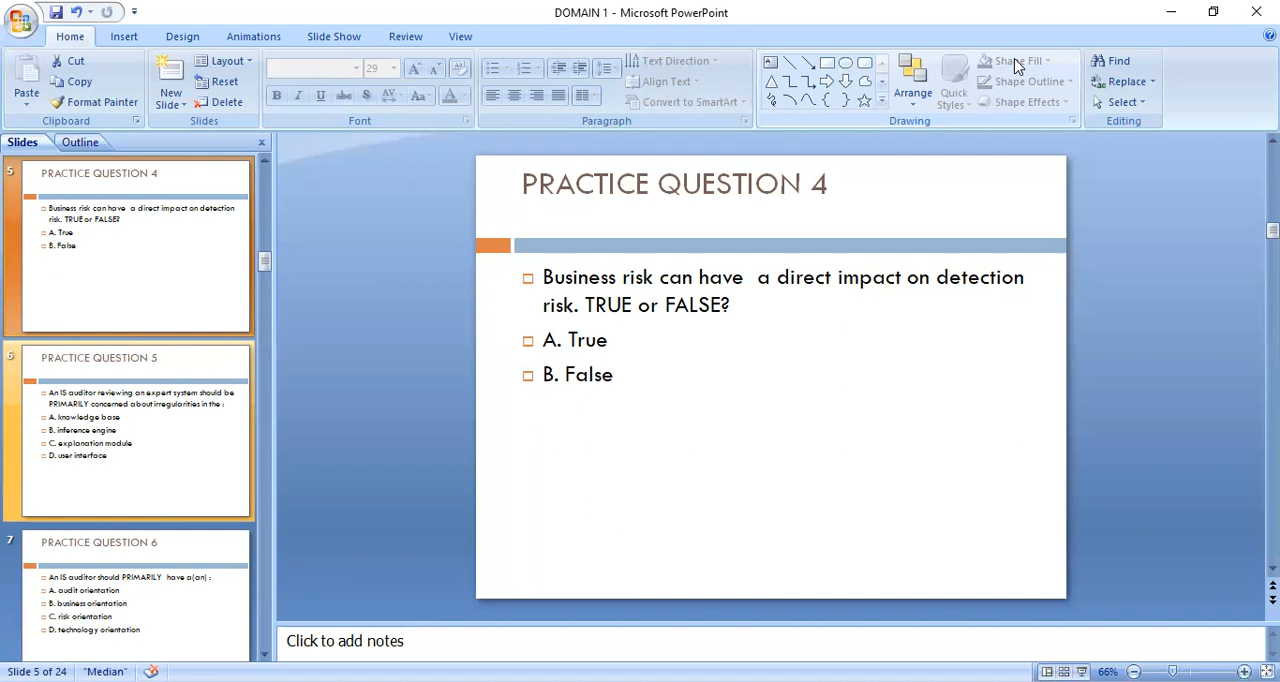 DOMAIN 1 - Microsoft PowerPoint
Home Insert Design Animations Slide Show Review View
Cut
Copy
Format Painter
Paste
Clipboard
New
Slide
Layout
Reset
Delete
Slides
29
B I U S AV Aa A
Font
Text Direction
Align Text
Convert to SmartArt
Paragraph
Arrange
Quick
Styles
Shape Fill
Shape Outline
Shape Effects
Drawing
Find
Replace
Select
Editing
Slides Outline
5
PRACTICE QUESTION 4
Business risk can have a direct impact on detection
risk. TRUE or FALSE?
A. True
B. False
6
PRACTICE QUESTION 5
An IS auditor reviewing an expert system should be
PRIMARILY concerned about irregularities in the :
A. knowledge base
B. inference engine
C. explanation module
D. user interface
7
PRACTICE QUESTION 6
An IS auditor should PRIMARILY have a(an) :
A. audit orientation
B. business orientation
C. risk orientation
D. technology orientation
PRACTICE QUESTION 4
Business risk can have a direct impact on detection
risk. TRUE or FALSE?
A. True
B. False
Click to add notes
Slide 5 of 24 "Median" 66%